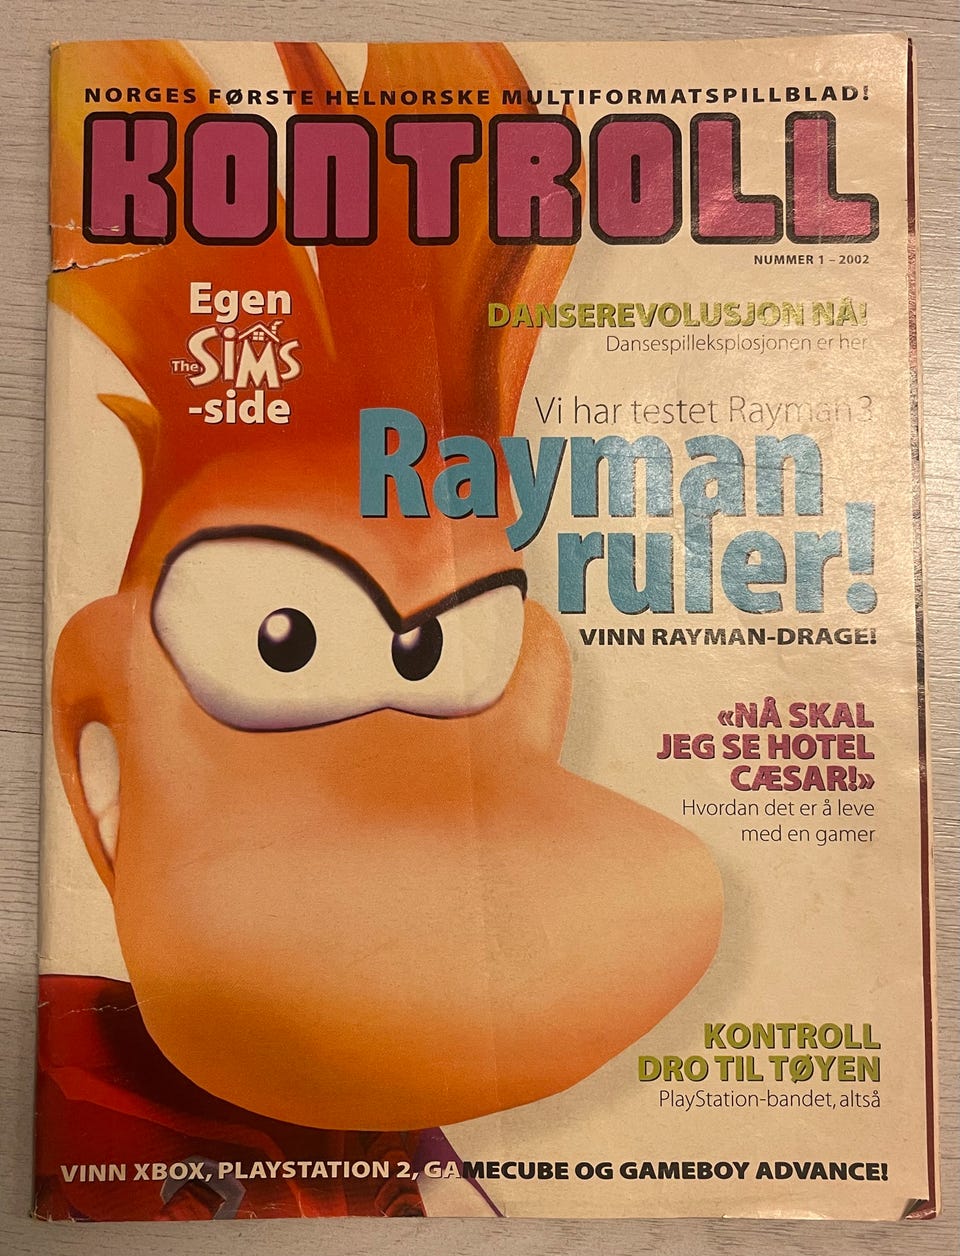 NORGES FØRSTE HELNORSKE MULTIFORMATSPILLBLAD!
KONTROLL
NUMMER 1 – 2002
Egen
The SiMS
-side
DANSEREVOLUSJON NÅ!
Dansespilleksplosjonen er her
Vi har testet Rayman 3
Rayman
ruler!
VINN RAYMAN-DRAGE!
«NÅ SKAL
JEG SE HOTEL
CÆSAR!»
Hvordan det er å leve
med en gamer
KONTROLL
DRO TIL TØYEN
PlayStation-bandet, altså
VINN XBOX, PLAYSTATION 2, GAMECUBE OG GAMEBOY ADVANCE!